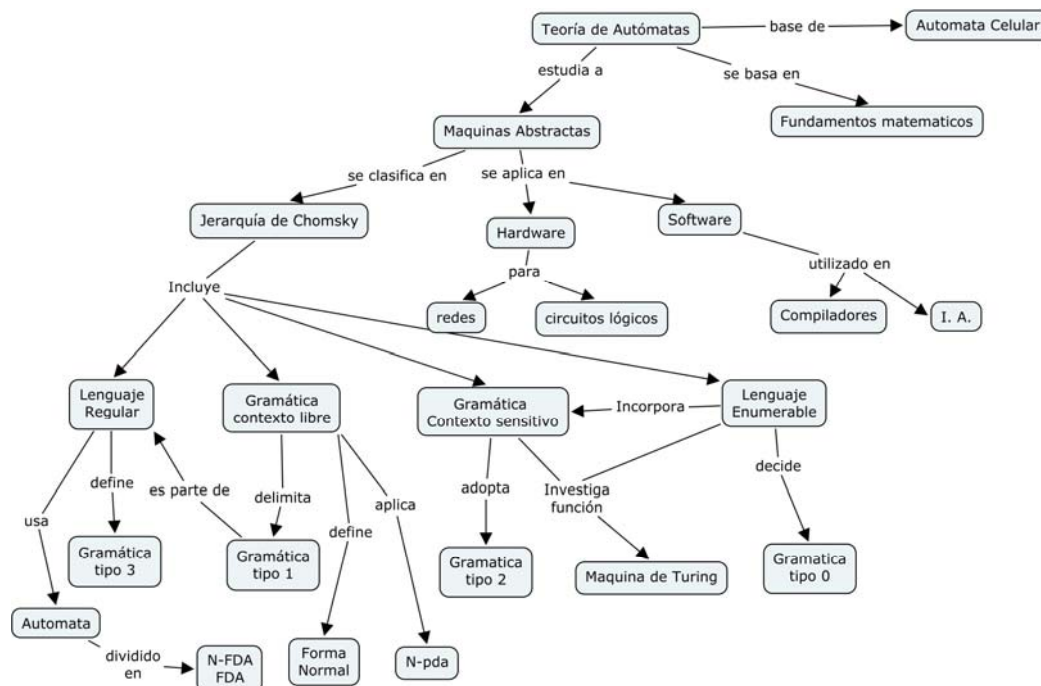 Teoría de Autómatas
base de
Automata Celular
estudia a
se basa en
Fundamentos matematicos
Maquinas Abstractas
se clasifica en
se aplica en
Jerarquía de Chomsky
Hardware
Software
para
utilizado en
Incluye
redes
circuitos lógicos
Compiladores
I. A.
Lenguaje
Regular
Gramática
contexto libre
Gramática
Contexto sensitivo
Incorpora
Lenguaje
Enumerable
usa
define
es parte de
delimita
define
aplica
adopta
Investiga
función
decide
Gramática
tipo 3
Gramática
tipo 1
Gramatica
tipo 2
Maquina de Turing
Gramatica
tipo 0
Automata
dividido
en
N-FDA
FDA
Forma
Normal
N-pda